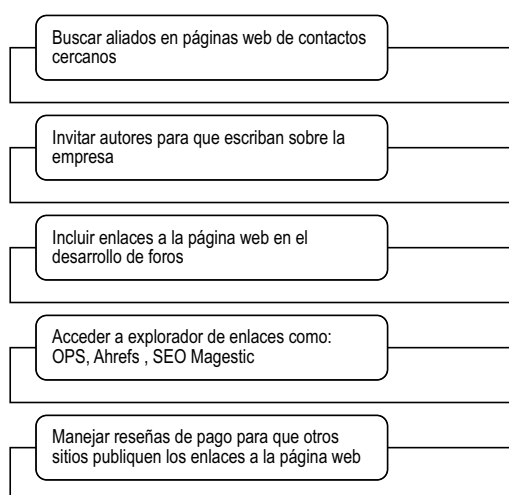 Buscar aliados en páginas web de contactos
cercanos
Invitar autores para que escriban sobre la
empresa
Incluir enlaces a la página web en el
desarrollo de foros
Acceder a explorador de enlaces como:
OPS, Ahrefs , SEO Magestic
Manejar reseñas de pago para que otros
sitios publiquen los enlaces a la página web